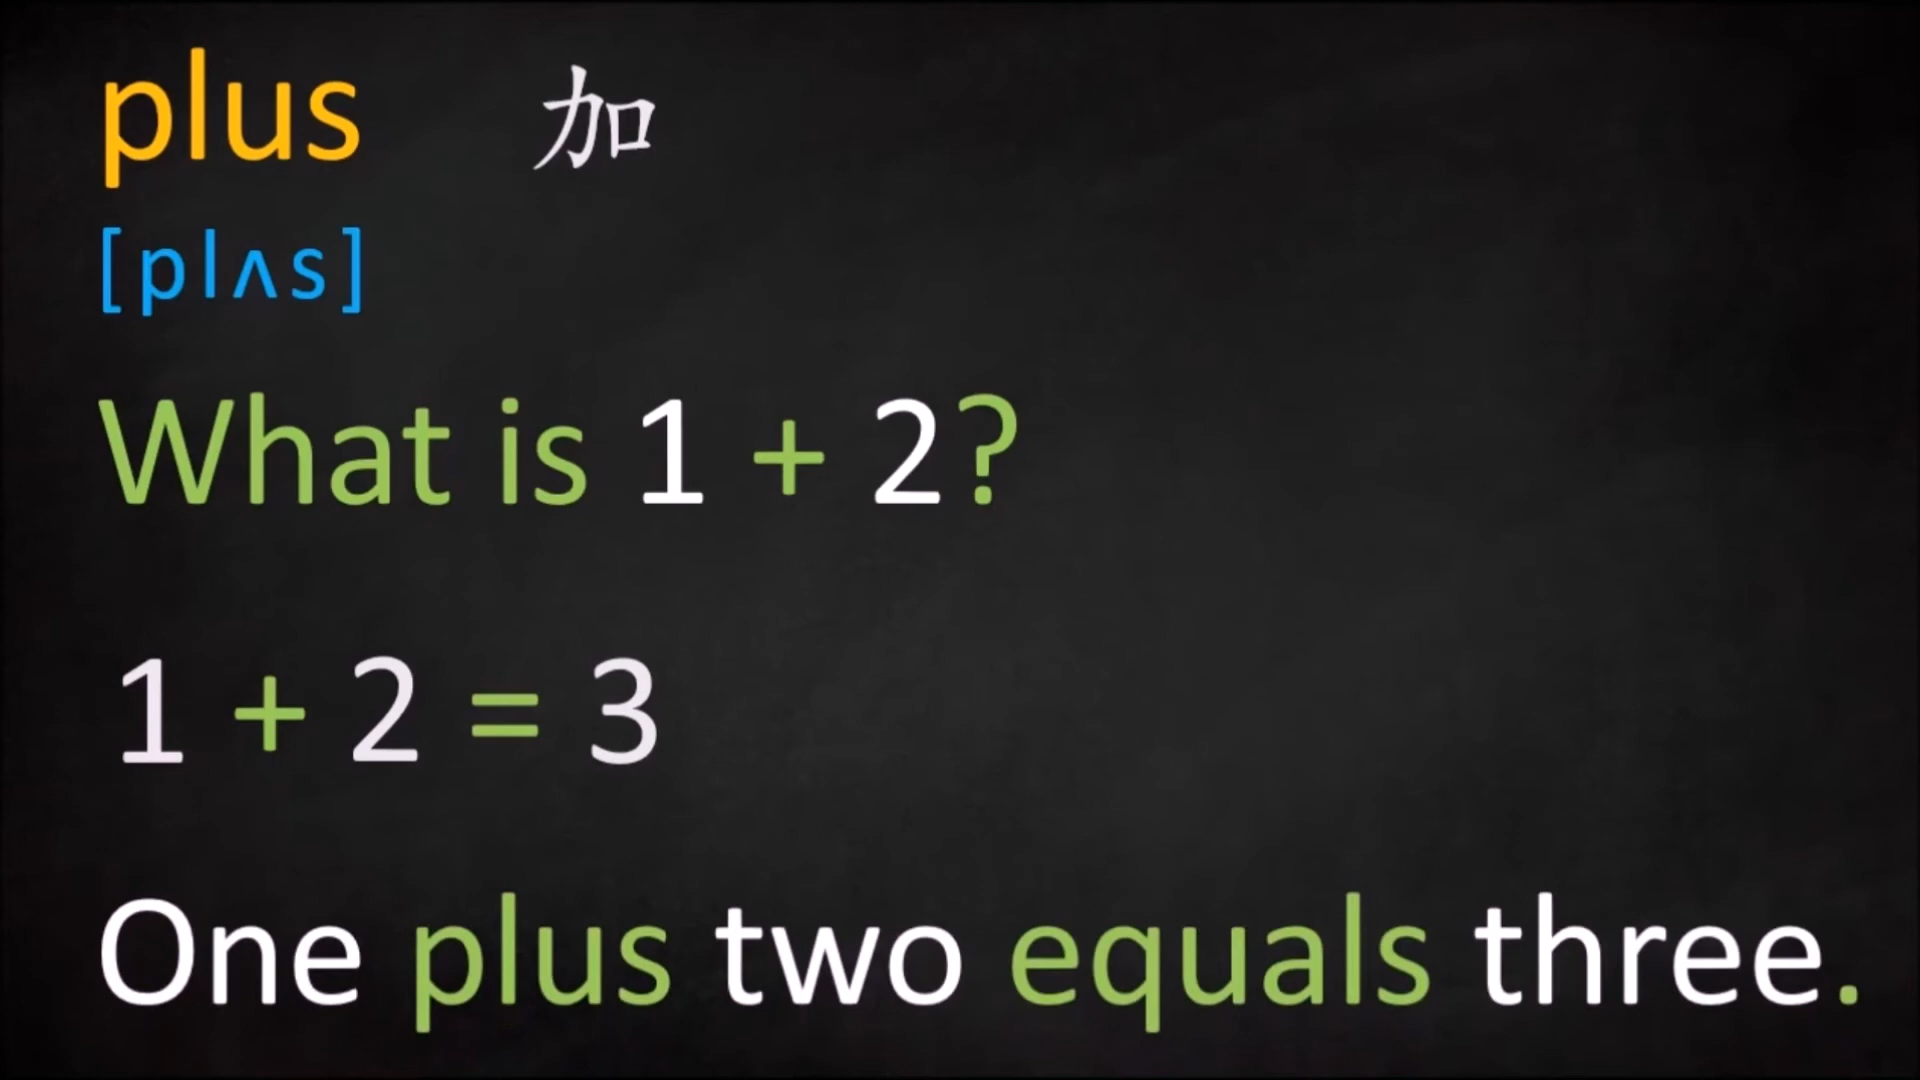 plus 加
[plʌs]
What is 1 + 2?
1 + 2 = 3
One plus two equals three.